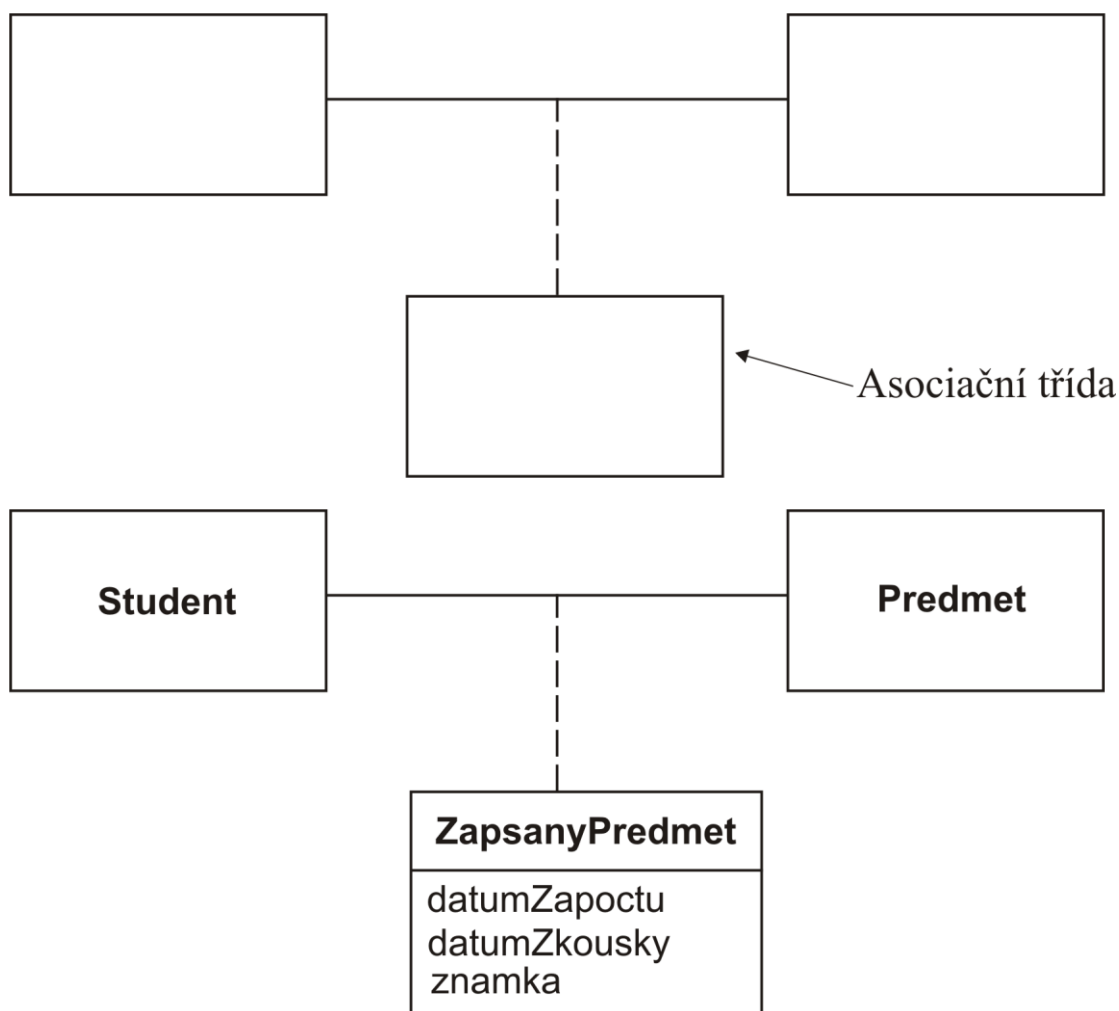 Asociační třída
Student
Predmet
ZapsanyPredmet
datumZapoctu
datumZkousky
znamka